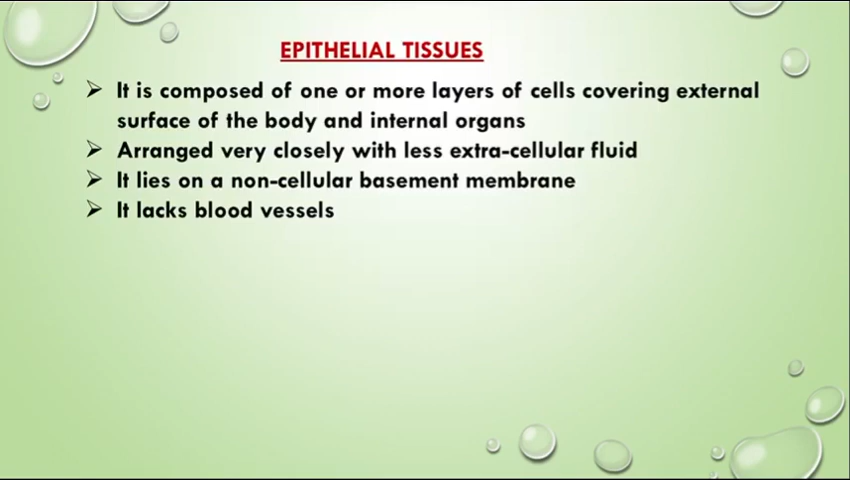 EPITHELIAL TISSUES
➢ It is composed of one or more layers of cells covering external
surface of the body and internal organs
➢ Arranged very closely with less extra-cellular fluid
➢ It lies on a non-cellular basement membrane
➢ It lacks blood vessels